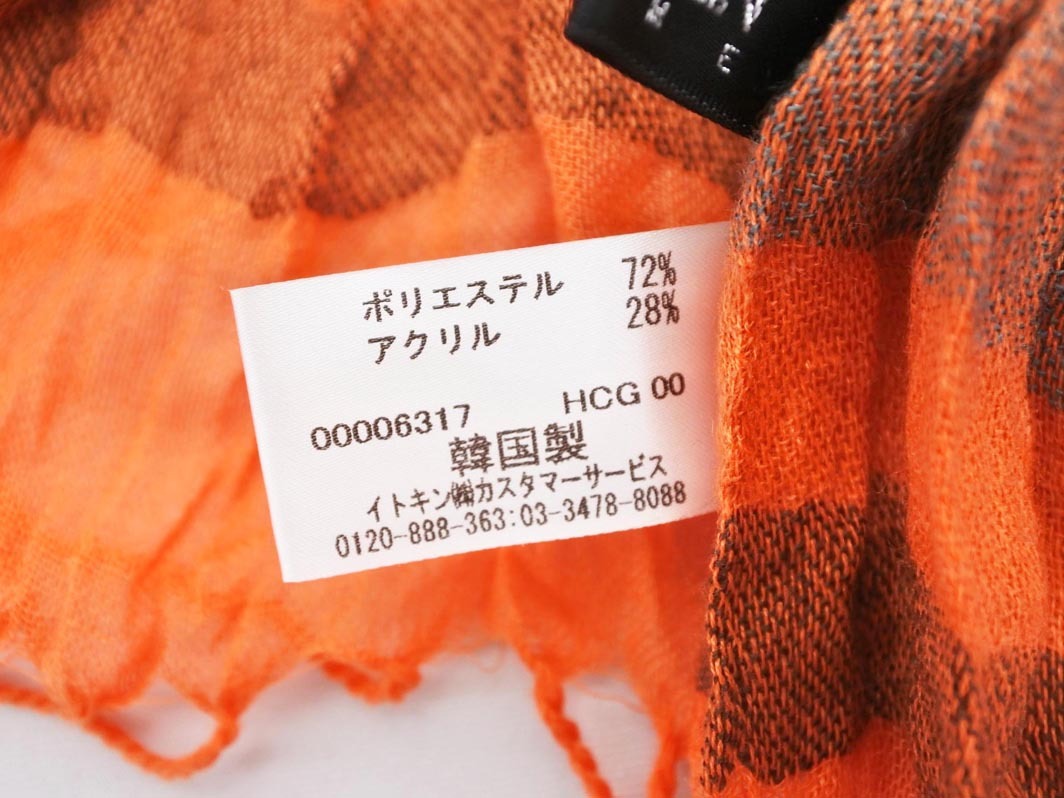 ポリエステル 72%
アクリル 28%
00006317 HCG 00
韓国製
イトキン㈱カスタマーサービス
0120-888-363:03-3478-8088